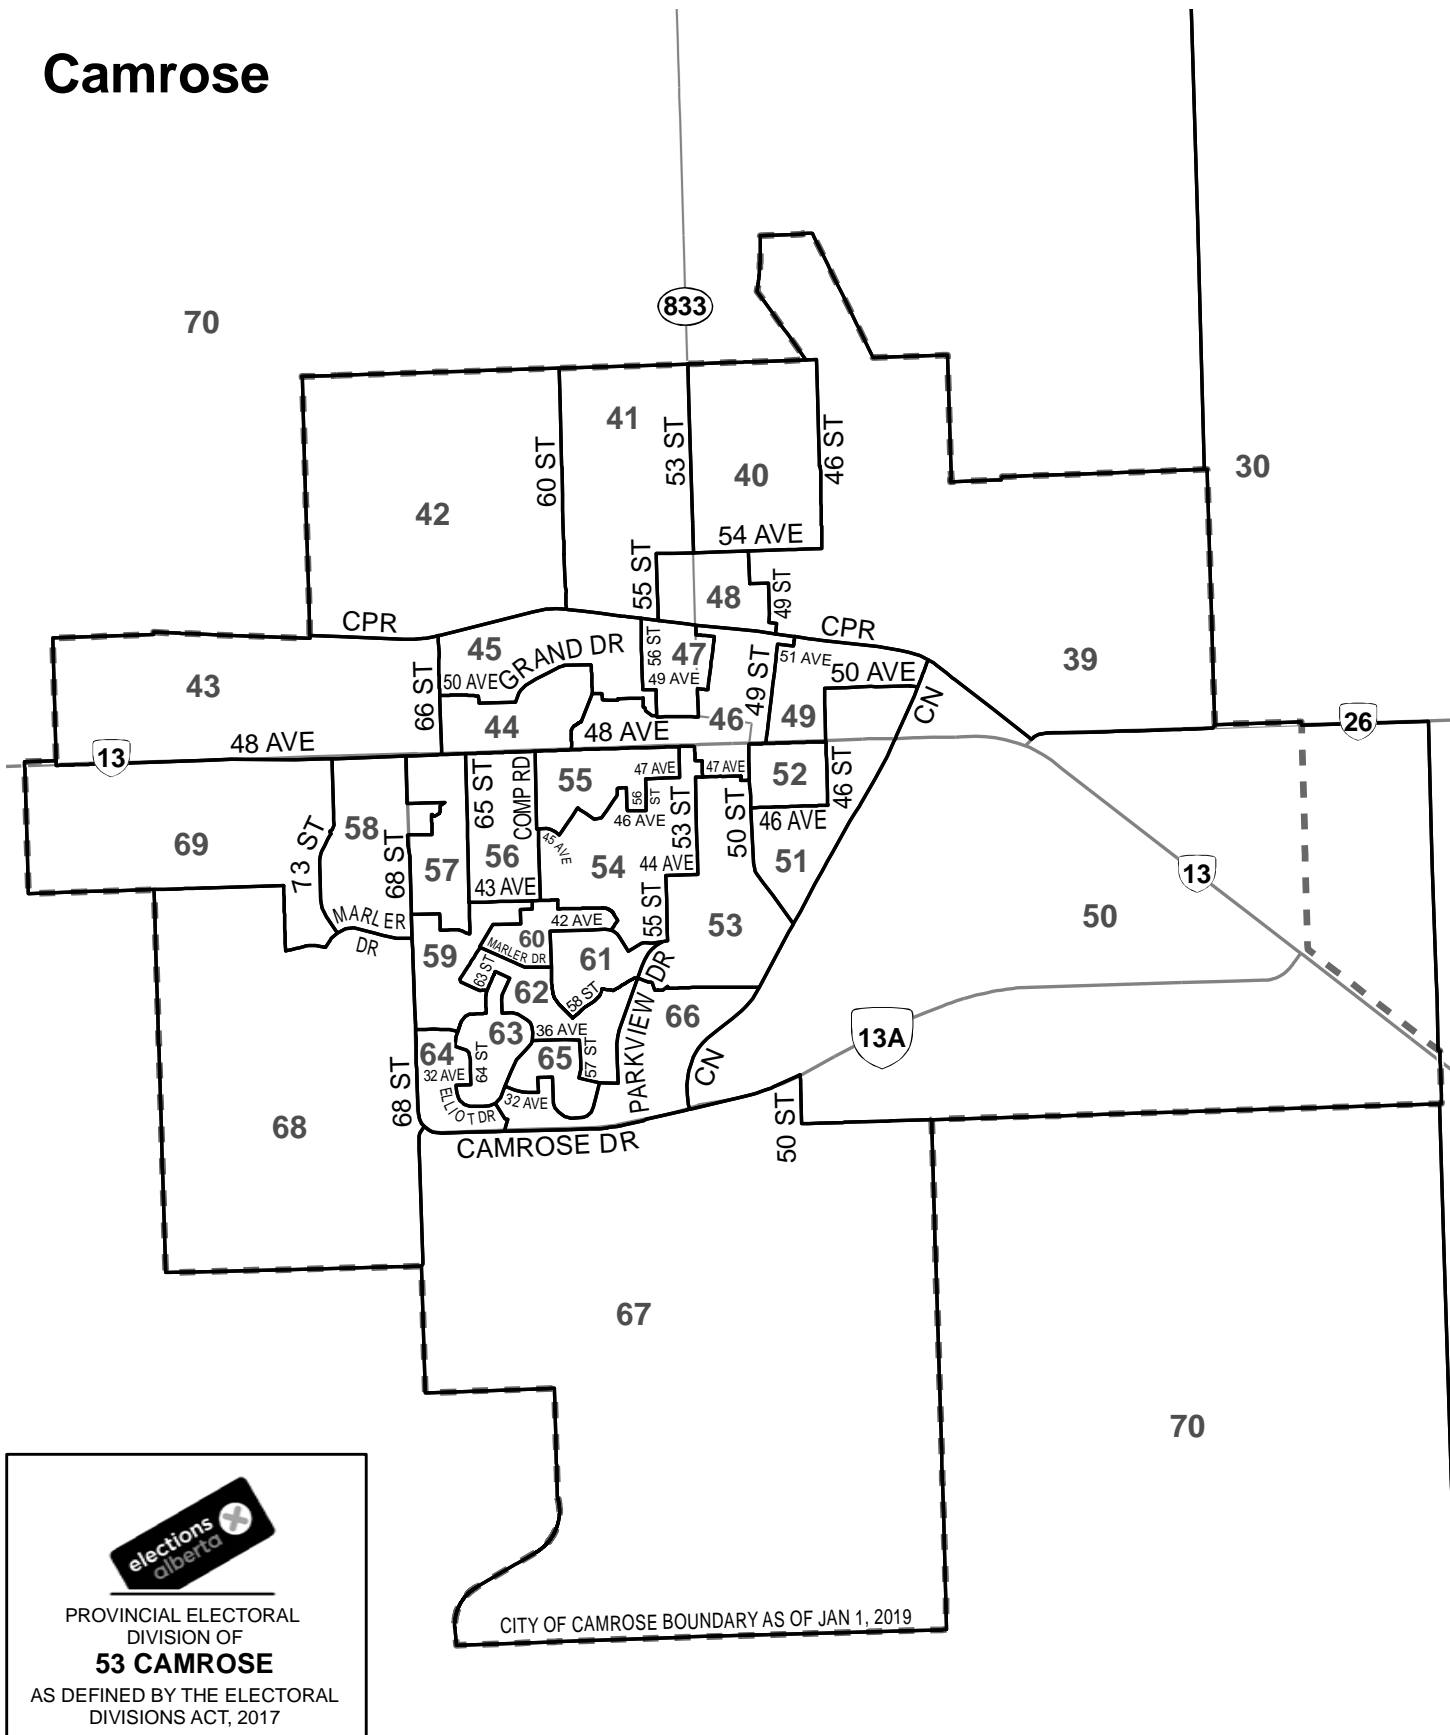 Camrose
833
70
41
60 ST
53 ST
46 ST
40
30
42
54 AVE
55 ST
48
49 ST
CPR
CPR
45
GRAND DR
56 ST
47
51 AVE
39
43
66 ST
50 AVE
49 AVE
49 ST
50 AVE
CN
44
48 AVE
46
49
26
13
48 AVE
55
47 AVE
47 AVE
52
46 ST
65 ST
COMP RD
56 ST
46 AVE
53 ST
50 ST
46 AVE
69
73 ST
58
68 ST
57
56
45 AVE
54
44 AVE
51
13
43 AVE
55 ST
50
MARLER DR
42 AVE
53
59
60
MARLER DR
61
63 ST
62
58 ST
PARKVIEW DR
66
36 AVE
63
13A
64
32 AVE
64 ST
65
57 ST
CN
68 ST
ELLIOT DR
32 AVE
68
CAMROSE DR
50 ST
67
70
elections
alberta
PROVINCIAL ELECTORAL
DIVISION OF
53 CAMROSE
AS DEFINED BY THE ELECTORAL
DIVISIONS ACT, 2017
CITY OF CAMROSE BOUNDARY AS OF JAN 1, 2019